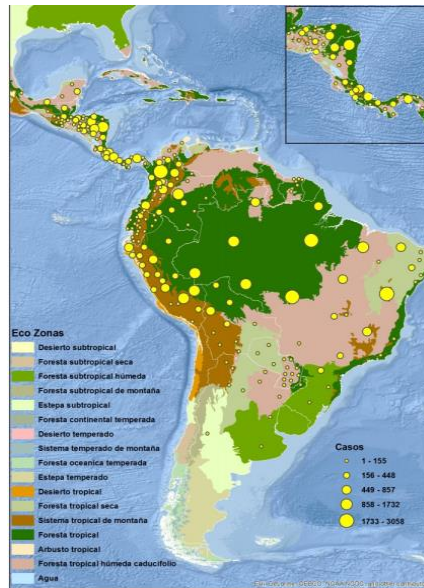 Eco Zonas
Desierto subtropical
Foresta subtropical seca
Foresta subtropical húmeda
Foresta subtropical de montaña
Estepa subtropical
Foresta continental temperada
Desierto temperado
Sistema temperado de montaña
Foresta oceanica temperada
Estepa temperado
Desierto tropical
Foresta tropical seca
Sistema tropical de montaña
Foresta tropical
Arbusto tropical
Foresta tropical húmeda caducifolio
Agua
Casos
1 - 155
156 - 448
449 - 857
858 - 1732
1733 - 3058